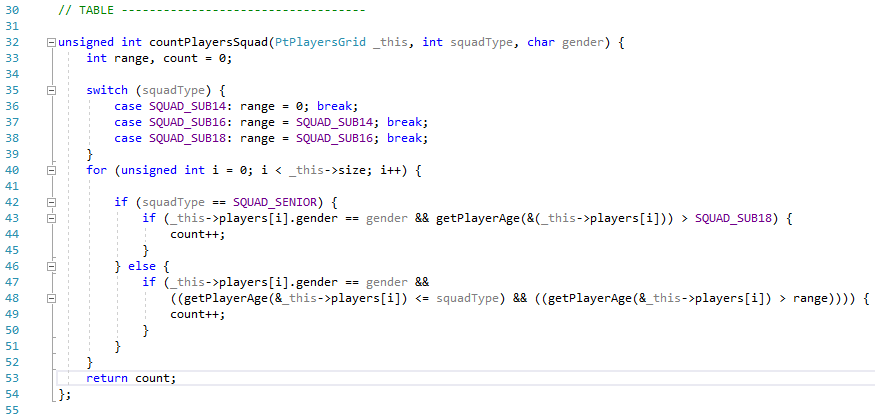 30 // TABLE -----------------------------------
31
32 unsigned int countPlayersSquad(PtPlayersGrid _this, int squadType, char gender) {
33     int range, count = 0;
34
35     switch (squadType) {
36         case SQUAD_SUB14: range = 0; break;
37         case SQUAD_SUB16: range = SQUAD_SUB14; break;
38         case SQUAD_SUB18: range = SQUAD_SUB16; break;
39     }
40     for (unsigned int i = 0; i < _this->size; i++) {
41
42         if (squadType == SQUAD_SENIOR) {
43             if (_this->players[i].gender == gender && getPlayerAge(&(_this->players[i])) > SQUAD_SUB18) {
44                 count++;
45             }
46         } else {
47             if (_this->players[i].gender == gender &&
48                 ((getPlayerAge(&_this->players[i]) <= squadType) && ((getPlayerAge(&_this->players[i]) > range)))) {
49                 count++;
50             }
51         }
52     }
53     return count;
54 };
55